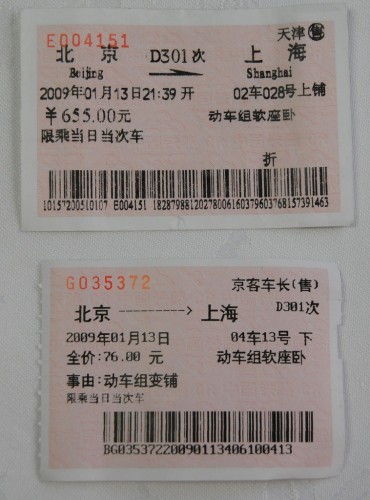 E004151 天津售
北京 D301次 上海
Beijing Shanghai
2009年01月13日21:39开 02车028号上铺
￥655.00元 动车组软座卧
限乘当日当次车
折
10157200510107 E004151 18287988120278006160379603768157391463
G035372 京客车长(售)
北京 ----------> 上海 D301次
2009年01月13日 04车13号 下
全价:76.00 元 动车组软座卧
事由:动车组变铺
限乘当日当次车
BG03537220090113406100413